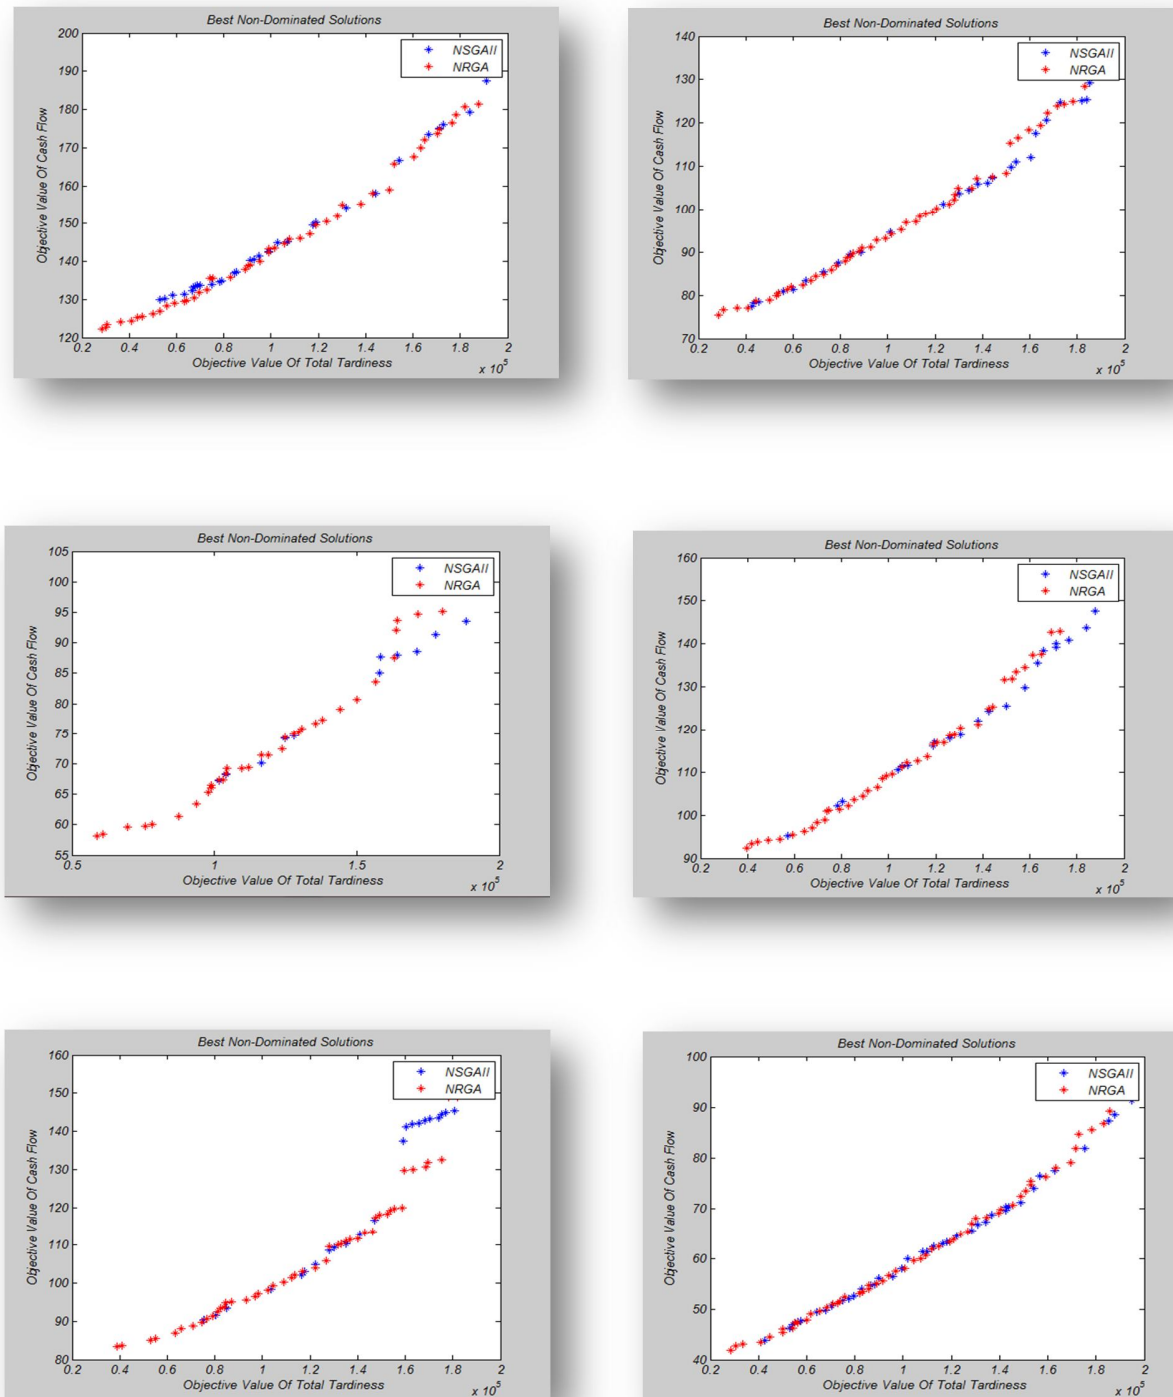 Best Non-Dominated Solutions
200
190
180
170
160
150
140
130
120
Objective Value Of Cash Flow
NSGAII
NRGA
0.2 0.4 0.6 0.8 1 1.2 1.4 1.6 1.8 2
Objective Value Of Total Tardiness
x 10^5
Best Non-Dominated Solutions
140
130
120
110
100
90
80
70
Objective Value Of Cash Flow
NSGAII
NRGA
0.2 0.4 0.6 0.8 1 1.2 1.4 1.6 1.8 2
Objective Value Of Total Tardiness
x 10^5
Best Non-Dominated Solutions
105
100
95
90
85
80
75
70
65
60
55
Objective Value Of Cash Flow
NSGAII
NRGA
0.5 1 1.5 2
Objective Value Of Total Tardiness
x 10^5
Best Non-Dominated Solutions
160
150
140
130
120
110
100
90
Objective Value Of Cash Flow
NSGAII
NRGA
0.2 0.4 0.6 0.8 1 1.2 1.4 1.6 1.8 2
Objective Value Of Total Tardiness
x 10^5
Best Non-Dominated Solutions
160
150
140
130
120
110
100
90
80
Objective Value Of Cash Flow
NSGAII
NRGA
0.2 0.4 0.6 0.8 1 1.2 1.4 1.6 1.8 2
Objective Value Of Total Tardiness
x 10^5
Best Non-Dominated Solutions
100
90
80
70
60
50
40
Objective Value Of Cash Flow
NSGAII
NRGA
0.2 0.4 0.6 0.8 1 1.2 1.4 1.6 1.8 2
Objective Value Of Total Tardiness
x 10^5